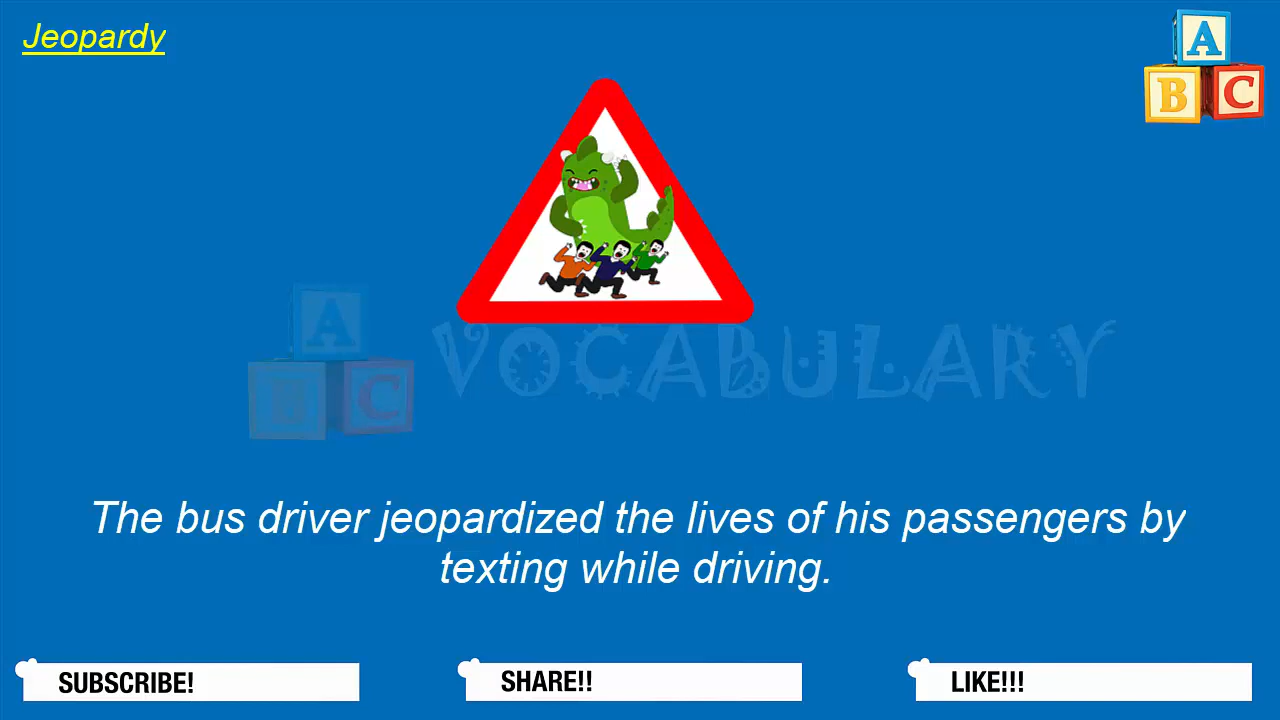 Jeopardy
A
B C
A
B C
VOCABULARY
The bus driver jeopardized the lives of his passengers by
texting while driving.
SUBSCRIBE!
SHARE!!
LIKE!!!